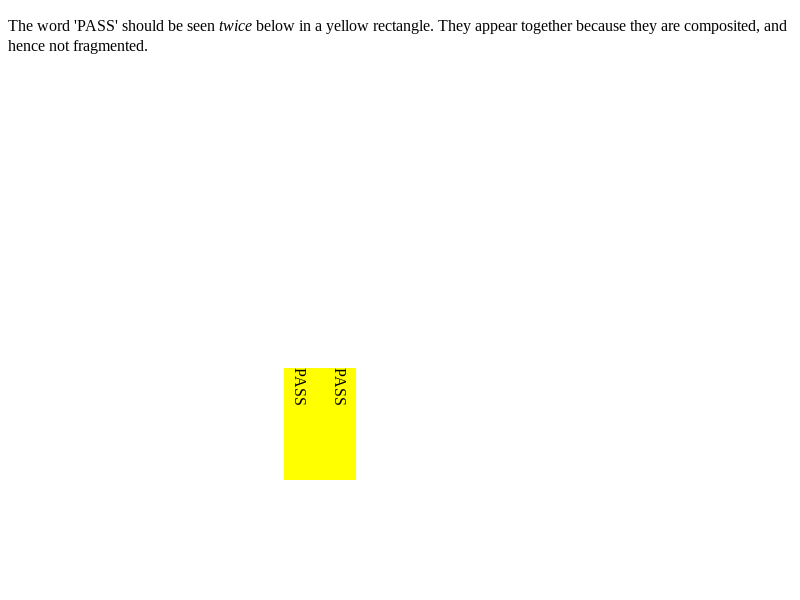 The word 'PASS' should be seen twice below in a yellow rectangle. They appear together because they are composited, and
hence not fragmented.
PASS
PASS